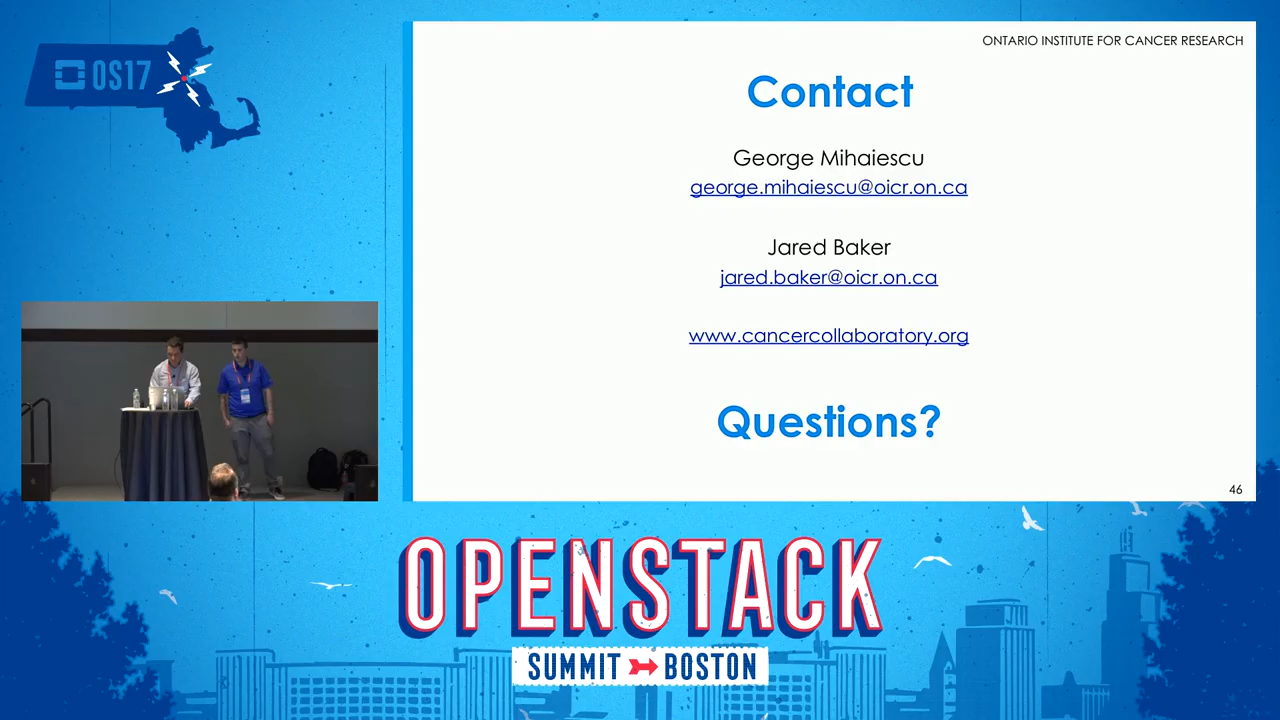 OS17
ONTARIO INSTITUTE FOR CANCER RESEARCH
Contact
George Mihaiescu
george.mihaiescu@oicr.on.ca
Jared Baker
jared.baker@oicr.on.ca
www.cancercollaboratory.org
Questions?
46
OPENSTACK
SUMMIT BOSTON